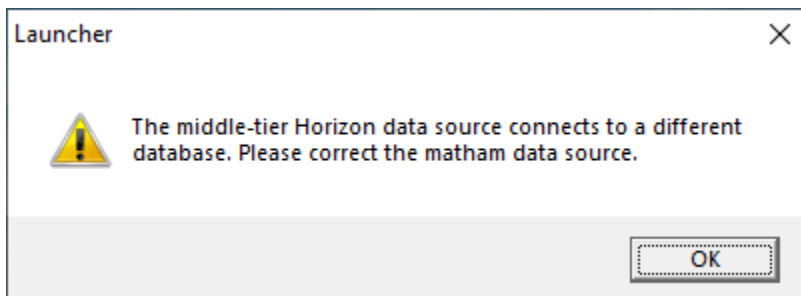 Launcher
The middle-tier Horizon data source connects to a different
database. Please correct the matham data source.
OK